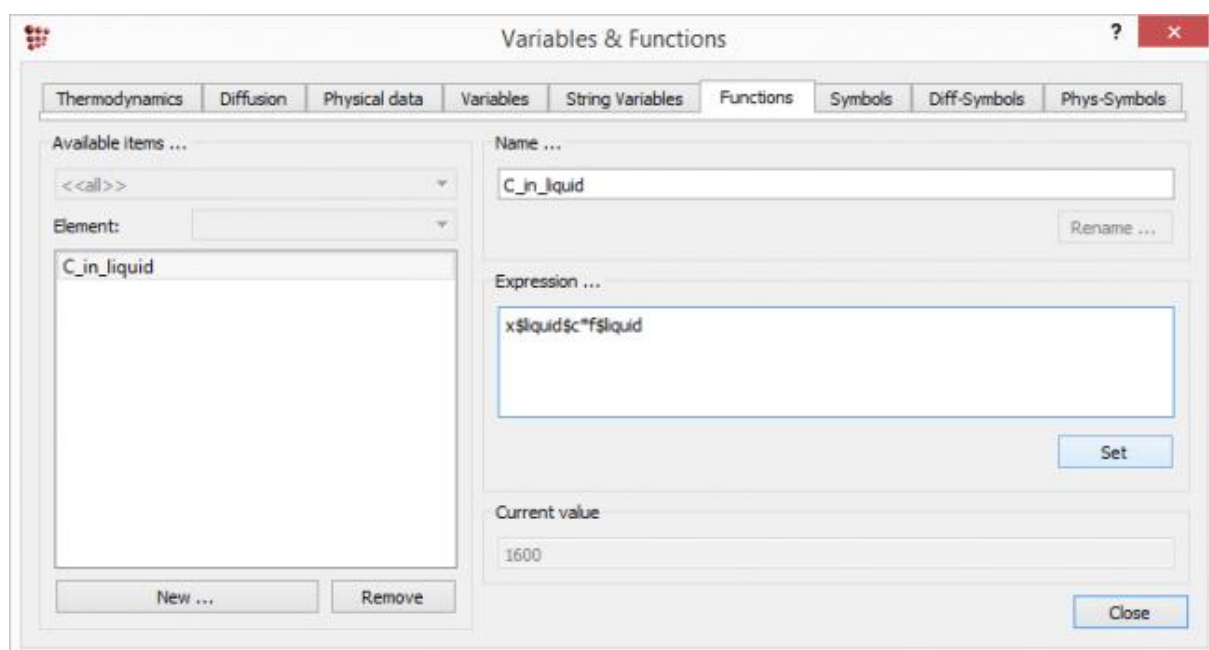 Variables & Functions
?
×
Thermodynamics Diffusion Physical data Variables String Variables Functions Symbols Diff-Symbols Phys-Symbols
Available items ...
<<all>>
Element:
C_in_liquid
New ...
Remove
Name ...
C_in_liquid
Rename ...
Expression ...
x$liquid$c*f$liquid
Set
Current value
1600
Close